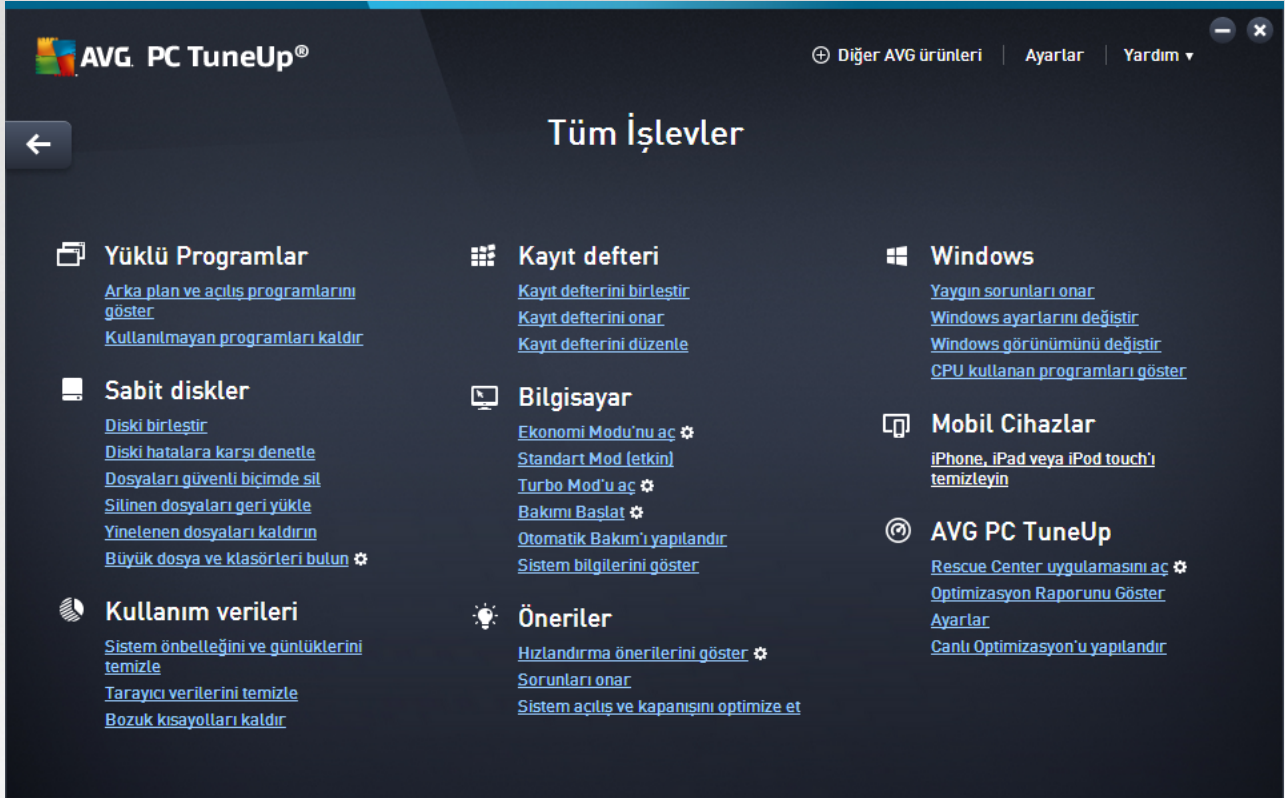 AVG PC TuneUp®
Diğer AVG ürünleri
Ayarlar
Yardım
Tüm İşlevler
Yüklü Programlar
Arka plan ve açılış programlarını
göster
Kullanılmayan programları kaldır
Sabit diskler
Diski birleştir
Diski hatalara karşı denetle
Dosyaları güvenli biçimde sil
Silinen dosyaları geri yükle
Yinelenen dosyaları kaldırın
Büyük dosya ve klasörleri bulun
Kullanım verileri
Sistem önbelleğini ve günlüklerini
temizle
Tarayıcı verilerini temizle
Bozuk kısayolları kaldır
Kayıt defteri
Kayıt defterini birleştir
Kayıt defterini onar
Kayıt defterini düzenle
Bilgisayar
Ekonomi Modu'nu aç
Standart Mod (etkin)
Turbo Mod'u aç
Bakımı Başlat
Otomatik Bakım'ı yapılandır
Sistem bilgilerini göster
Öneriler
Hızlandırma önerilerini göster
Sorunları onar
Sistem açılış ve kapanışını optimize et
Windows
Yaygın sorunları onar
Windows ayarlarını değiştir
Windows görünümünü değiştir
CPU kullanan programları göster
Mobil Cihazlar
iPhone, iPad veya iPod touch'ı
temizleyin
AVG PC TuneUp
Rescue Center uygulamasını aç
Optimizasyon Raporunu Göster
Ayarlar
Canlı Optimizasyon'u yapılandır